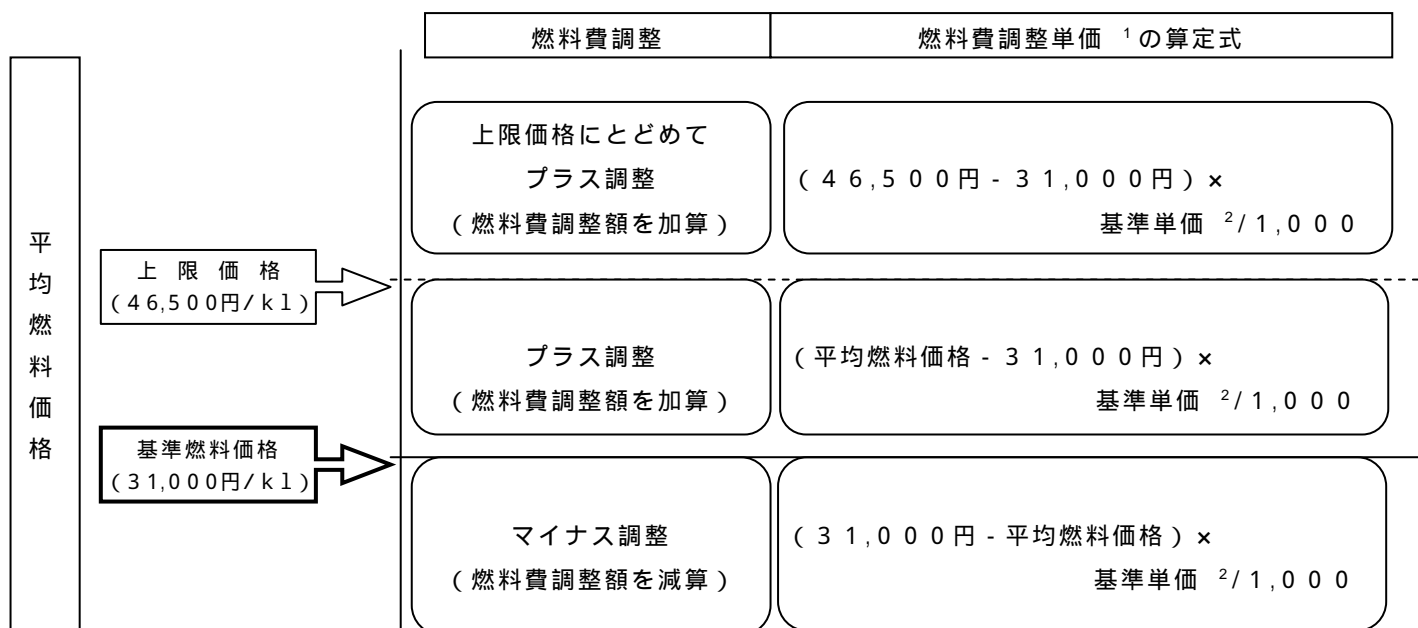 燃料費調整
燃料費調整単価 ¹の算定式
平均燃料価格
上限価格
(46,500円/kl)
基準燃料価格
(31,000円/kl)
上限価格にとどめて
プラス調整
(燃料費調整額を加算)
(46,500円-31,000円)×
基準単価 ²/1,000
プラス調整
(燃料費調整額を加算)
(平均燃料価格-31,000円)×
基準単価 ²/1,000
マイナス調整
(燃料費調整額を減算)
(31,000円-平均燃料価格)×
基準単価 ²/1,000